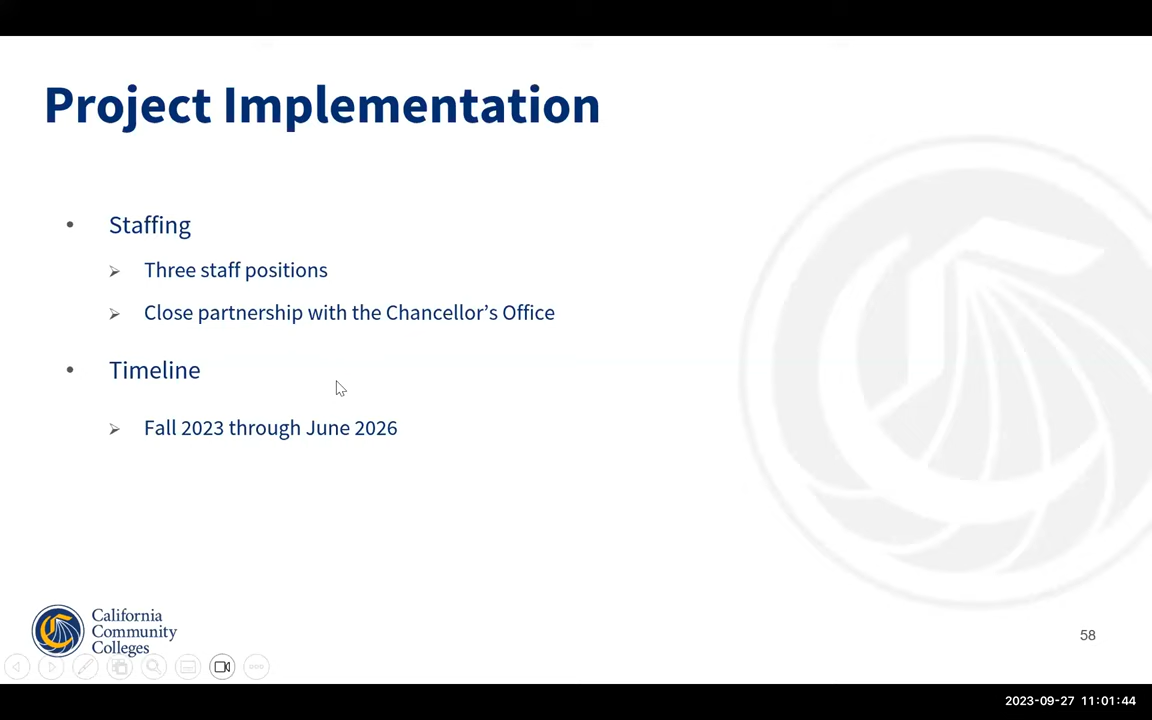 Project Implementation
• Staffing
➢ Three staff positions
➢ Close partnership with the Chancellor’s Office
• Timeline
➢ Fall 2023 through June 2026
California
Community
Colleges
58
2023-09-27 11:01:44